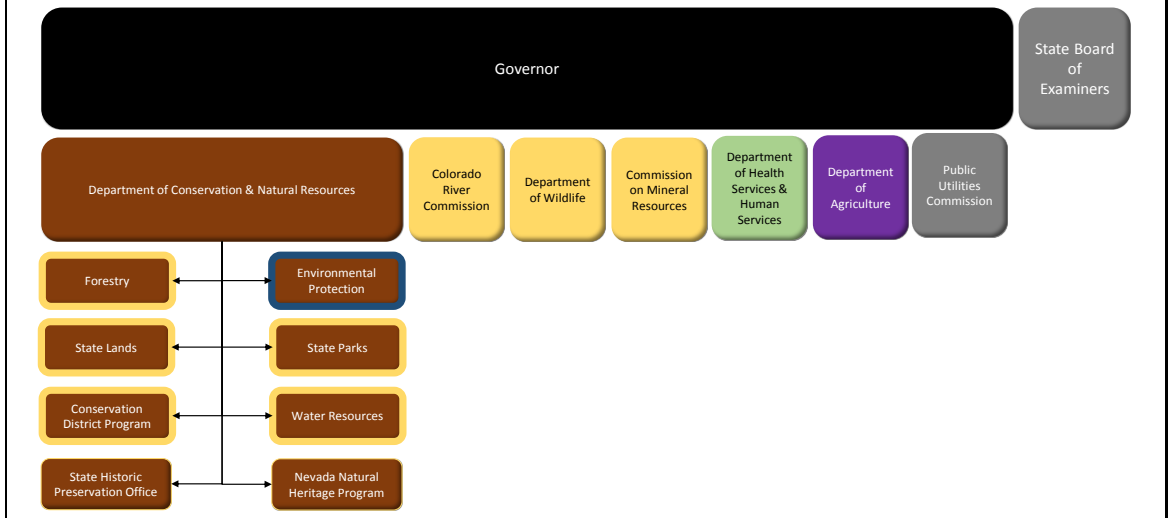 Governor
State Board
of
Examiners
Department of Conservation & Natural Resources
Colorado
River
Commission
Department
of Wildlife
Commission
on Mineral
Resources
Department
of Health
Services &
Human
Services
Department
of
Agriculture
Public
Utilities
Commission
Forestry
Environmental
Protection
State Lands
State Parks
Conservation
District Program
Water Resources
State Historic
Preservation Office
Nevada Natural
Heritage Program